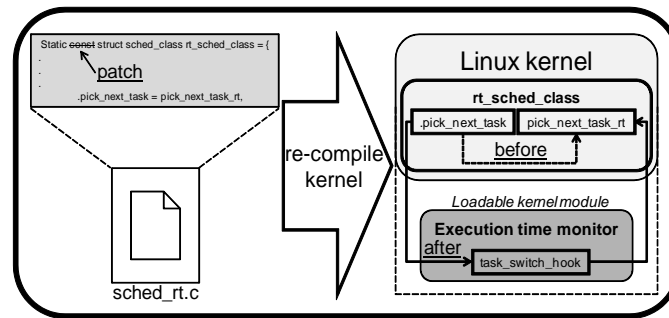 Static const struct sched_class rt_sched_class = {
.
patch
.
.
.pick_next_task = pick_next_task_rt,
sched_rt.c
re-compile
kernel
Linux kernel
rt_sched_class
.pick_next_task pick_next_task_rt
before
Loadable kernel module
Execution time monitor
after
task_switch_hook